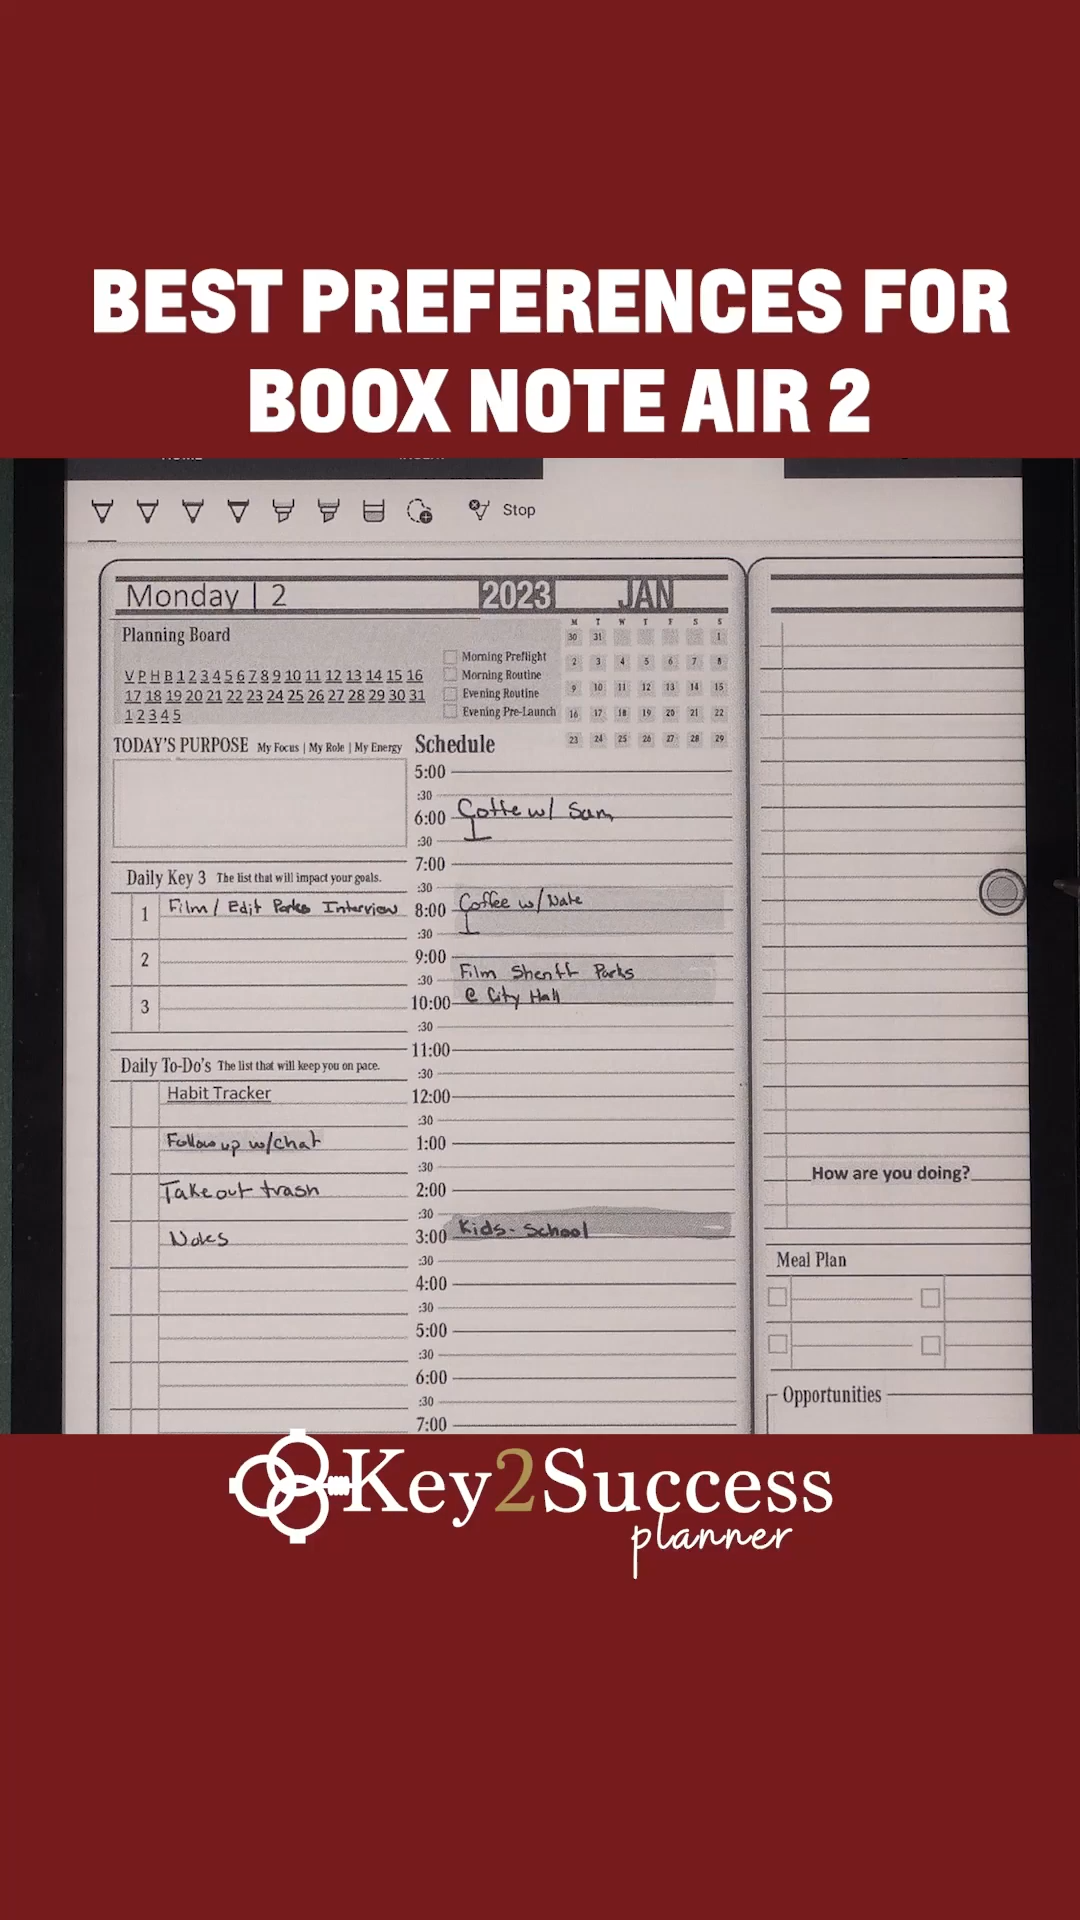 BEST PREFERENCES FOR
BOOX NOTE AIR 2
Stop
Monday | 2
2023 JAN
Planning Board
V P H B 1 2 3 4 5 6 7 8 9 10 11 12 13 14 15 16
17 18 19 20 21 22 23 24 25 26 27 28 29 30 31
1 2 3 4 5
Morning Preflight
Morning Routine
Evening Routine
Evening Pre-Launch
M T W T F S S
30 31 1
2 3 4 5 6 7 8
9 10 11 12 13 14 15
16 17 18 19 20 21 22
23 24 25 26 27 28 29
TODAY'S PURPOSE My Focus | My Role | My Energy
Daily Key 3 The list that will impact your goals.
1 Film / Edit Parks Interview
2
3
Daily To-Do's The list that will keep you on pace.
Habit Tracker
Follow up w/chat
Take out trash
Notes
Schedule
5:00
:30
6:00 Coffe w/ Sam
:30
7:00
:30
8:00 Coffee w/ Nate
:30
9:00
:30 Film Sheriff Parks
10:00 @ City Hall
:30
11:00
:30
12:00
:30
1:00
:30
2:00
:30
3:00 Kids - School
:30
4:00
:30
5:00
:30
6:00
:30
7:00
How are you doing?
Meal Plan
Opportunities
Key2Success
planner